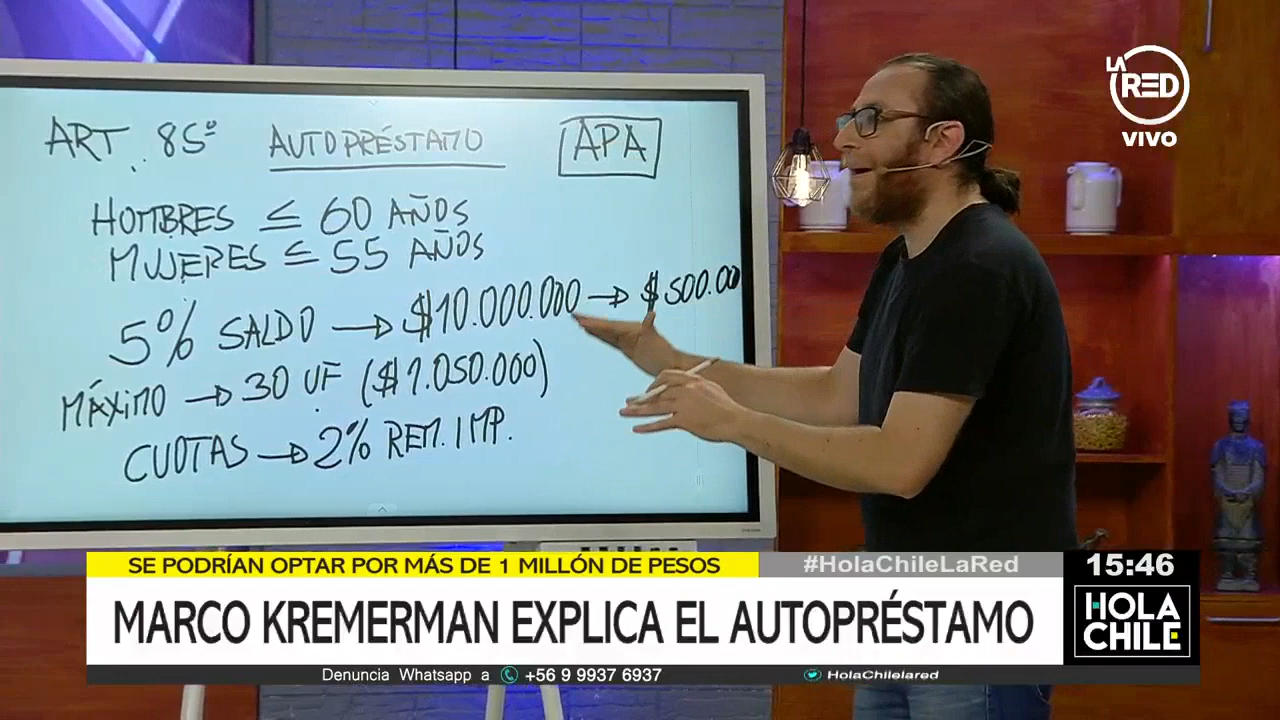 LA RED
VIVO
ART. 85° AUTOPRÉSTAMO APA
HOMBRES ≤ 60 AÑOS
MUJERES ≤ 55 AÑOS
5% SALDO → $10.000.000 → $500.00
MÁXIMO → 30 UF ($1.050.000)
CUOTAS → 2% REM. IMP.
SE PODRÍAN OPTAR POR MÁS DE 1 MILLÓN DE PESOS
#HolaChileLaRed
15:46
MARCO KREMERMAN EXPLICA EL AUTOPRÉSTAMO
HOLA
CHILE
Denuncia Whatsapp a +56 9 9937 6937
HolaChilelared